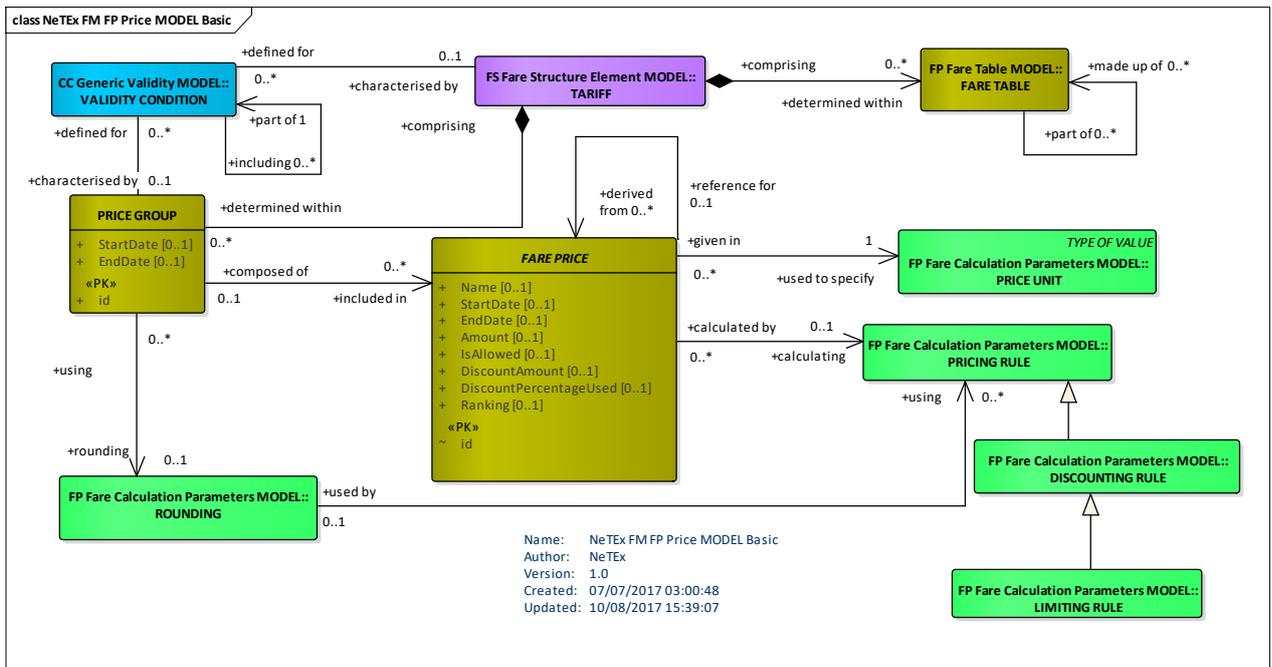 class NeTEx FM FP Price MODEL Basic
CC Generic Validity MODEL::
VALIDITY CONDITION
+defined for
0..*
0..1
+characterised by
FS Fare Structure Element MODEL::
TARIFF
+comprising
0..*
+determined within
FP Fare Table MODEL::
FARE TABLE
+made up of 0..*
+part of 0..*
+part of 1
+including 0..*
+defined for
0..*
+characterised by
0..1
+comprising
+determined within
0..*
PRICE GROUP
+ StartDate [0..1]
+ EndDate [0..1]
«PK»
+ id
+composed of
0..*
0..1
+included in
+derived
from 0..*
+reference for
0..1
FARE PRICE
+ Name [0..1]
+ StartDate [0..1]
+ EndDate [0..1]
+ Amount [0..1]
+ IsAllowed [0..1]
+ DiscountAmount [0..1]
+ DiscountPercentageUsed [0..1]
+ Ranking [0..1]
«PK»
~ id
+given in
1
0..*
+used to specify
TYPE OF VALUE
FP Fare Calculation Parameters MODEL::
PRICE UNIT
+calculated by
0..1
0..*
+calculating
FP Fare Calculation Parameters MODEL::
PRICING RULE
+using
0..*
0..*
+using
+rounding
0..1
FP Fare Calculation Parameters MODEL::
ROUNDING
+used by
0..1
FP Fare Calculation Parameters MODEL::
DISCOUNTING RULE
FP Fare Calculation Parameters MODEL::
LIMITING RULE
Name: NeTEx FM FP Price MODEL Basic
Author: NeTEx
Version: 1.0
Created: 07/07/2017 03:00:48
Updated: 10/08/2017 15:39:07